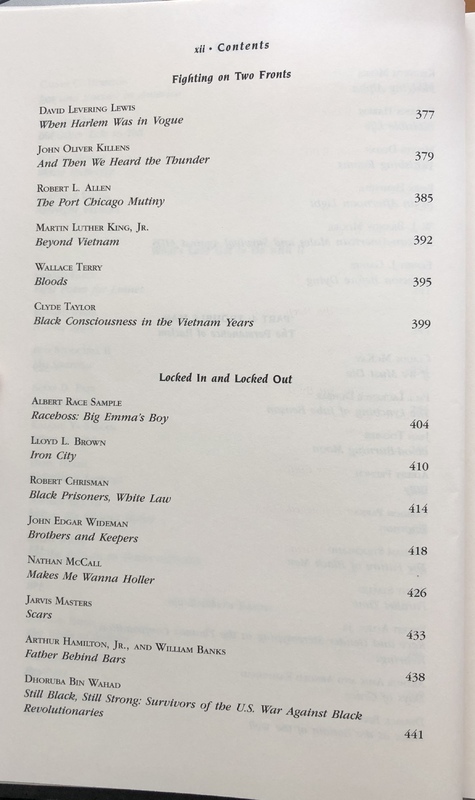 xii • Contents
Fighting on Two Fronts
David Levering Lewis
When Harlem Was in Vogue 377
John Oliver Killens
And Then We Heard the Thunder 379
Robert L. Allen
The Port Chicago Mutiny 385
Martin Luther King, Jr.
Beyond Vietnam 392
Wallace Terry
Bloods 395
Clyde Taylor
Black Consciousness in the Vietnam Years 399
Locked In and Locked Out
Albert Race Sample
Raceboss: Big Emma's Boy 404
Lloyd L. Brown
Iron City 410
Robert Chrisman
Black Prisoners, White Law 414
John Edgar Wideman
Brothers and Keepers 418
Nathan McCall
Makes Me Wanna Holler 426
Jarvis Masters
Scars 433
Arthur Hamilton, Jr., and William Banks
Father Behind Bars 438
Dhoruba Bin Wahad
Still Black, Still Strong: Survivors of the U.S. War Against Black
Revolutionaries 441